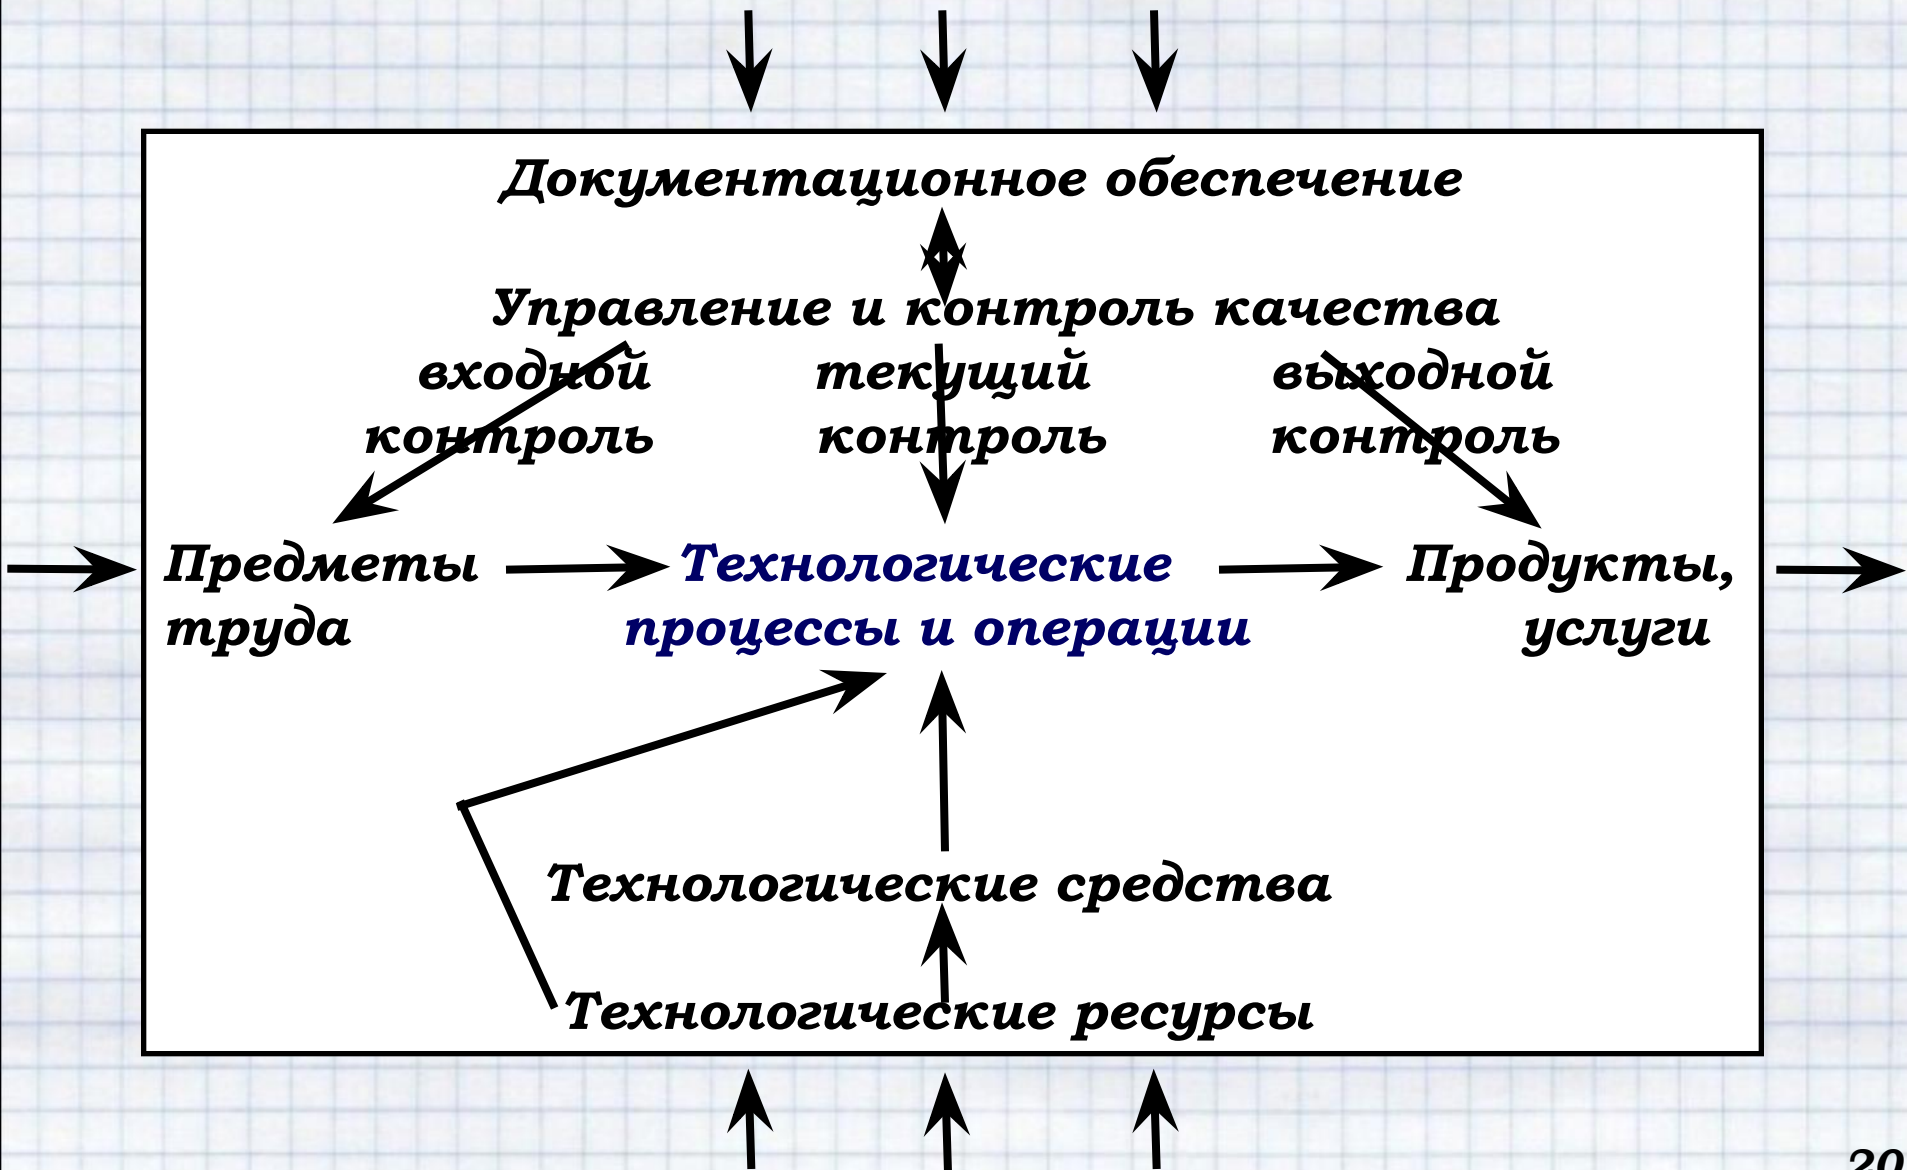 Документационное обеспечение
Управление и контроль качества
входной текущий выходной
контроль контроль контроль
Предметы Технологические Продукты,
труда процессы и операции услуги
Технологические средства
Технологические ресурсы
20